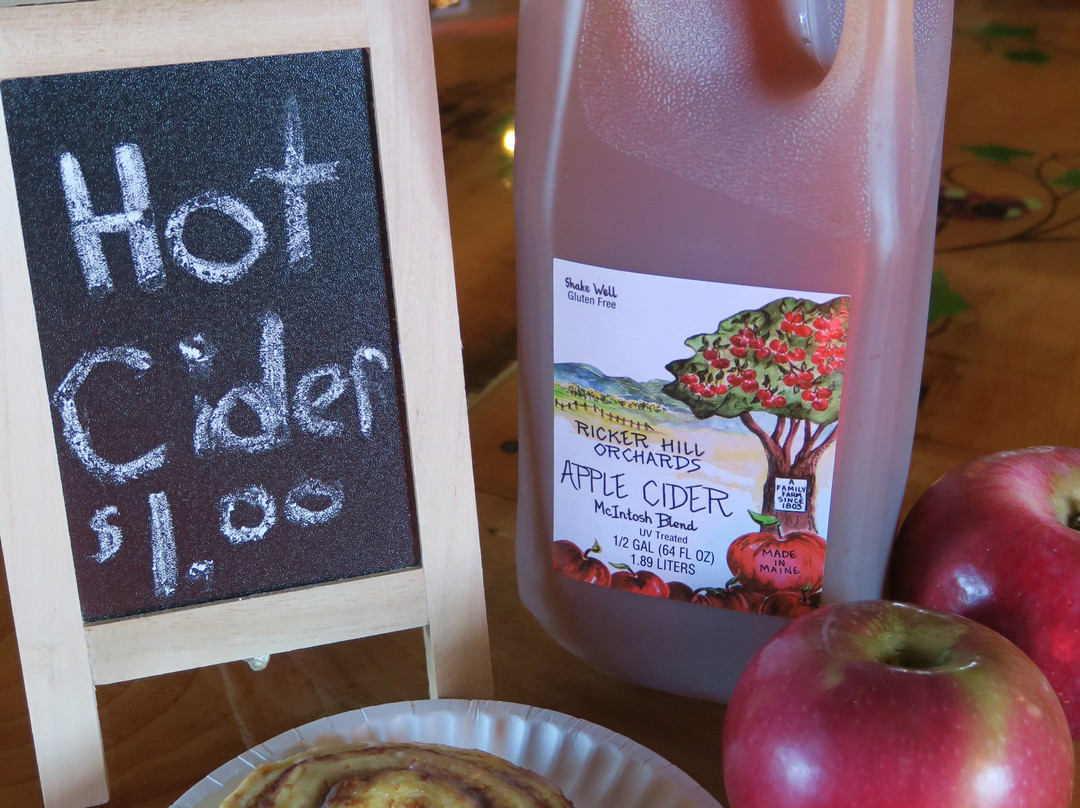 Hot
Cider
$1.00
Shake Well
Gluten Free
RICKER HILL
ORCHARDS
APPLE CIDER
McIntosh Blend
UV Treated
1/2 GAL (64 FL OZ)
1.89 LITERS
A
FAMILY
FARM
SINCE
1803
MADE
IN
MAINE